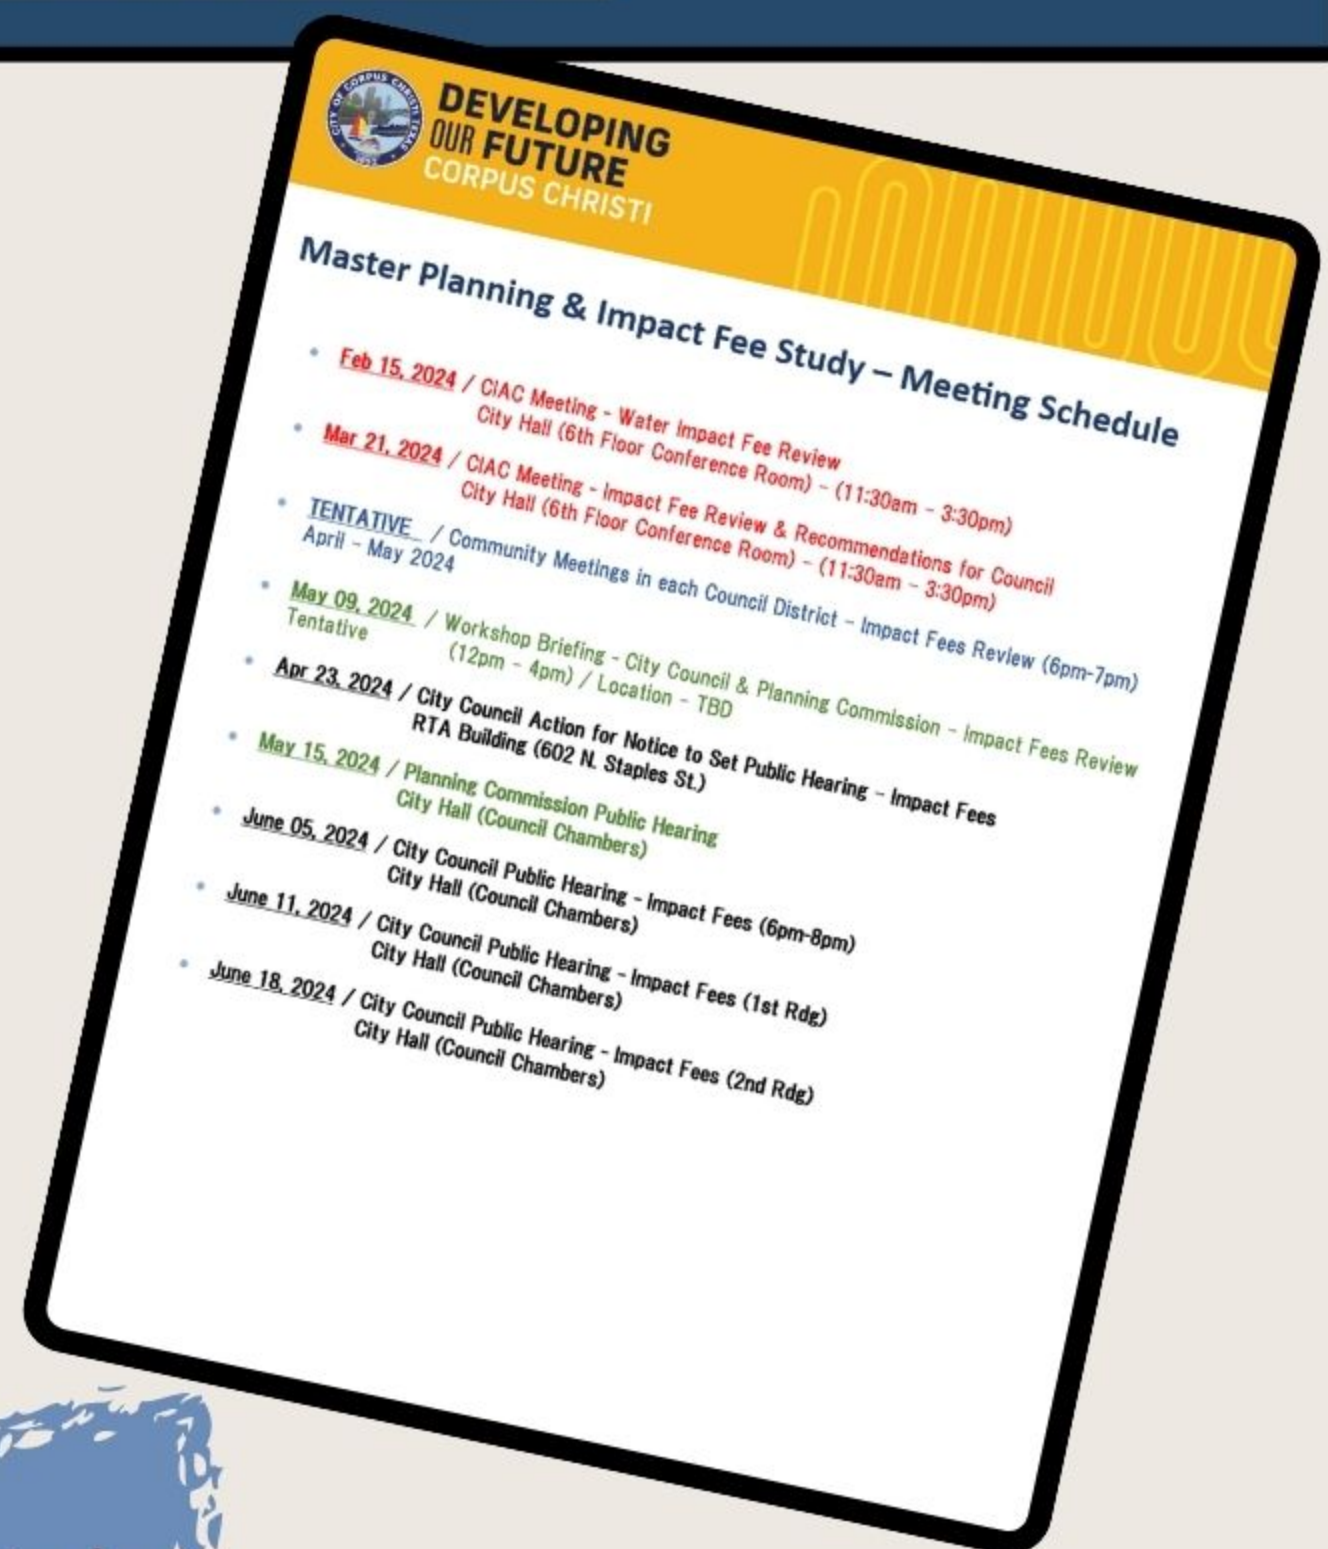 CITY OF CORPUS CHRISTI TEXAS
1852
DEVELOPING
OUR FUTURE
CORPUS CHRISTI
Master Planning & Impact Fee Study – Meeting Schedule
• Feb 15, 2024 / CIAC Meeting - Water Impact Fee Review
City Hall (6th Floor Conference Room) - (11:30am - 3:30pm)
• Mar 21, 2024 / CIAC Meeting - Impact Fee Review & Recommendations for Council
City Hall (6th Floor Conference Room) - (11:30am - 3:30pm)
• TENTATIVE / Community Meetings in each Council District - Impact Fees Review (6pm-7pm)
April - May 2024
• May 09, 2024 / Workshop Briefing - City Council & Planning Commission - Impact Fees Review
Tentative (12pm - 4pm) / Location - TBD
• Apr 23, 2024 / City Council Action for Notice to Set Public Hearing - Impact Fees
RTA Building (602 N. Staples St.)
• May 15, 2024 / Planning Commission Public Hearing
City Hall (Council Chambers)
• June 05, 2024 / City Council Public Hearing - Impact Fees (6pm-8pm)
City Hall (Council Chambers)
• June 11, 2024 / City Council Public Hearing - Impact Fees (1st Rdg)
City Hall (Council Chambers)
• June 18, 2024 / City Council Public Hearing - Impact Fees (2nd Rdg)
City Hall (Council Chambers)